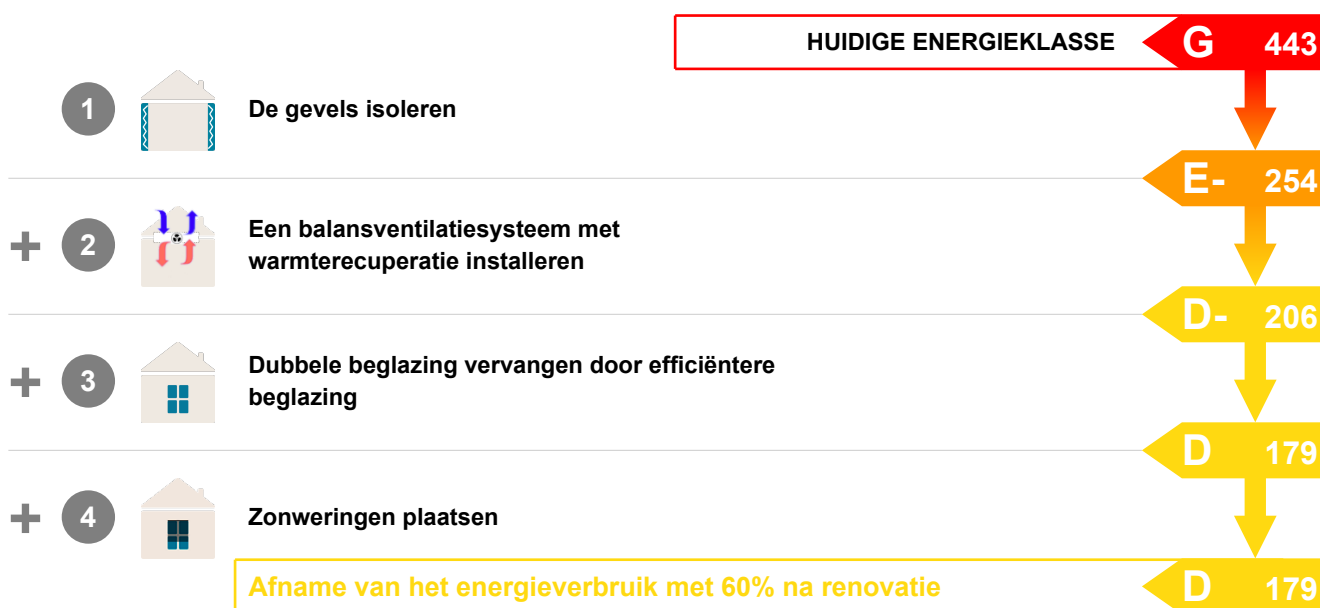 HUIDIGE ENERGIEKLASSE G 443
1 De gevels isoleren
E- 254
+ 2 Een balansventilatiesysteem met
warmterecuperatie installeren
D- 206
+ 3 Dubbele beglazing vervangen door efficiëntere
beglazing
D 179
+ 4 Zonweringen plaatsen
Afname van het energieverbruik met 60% na renovatie D 179